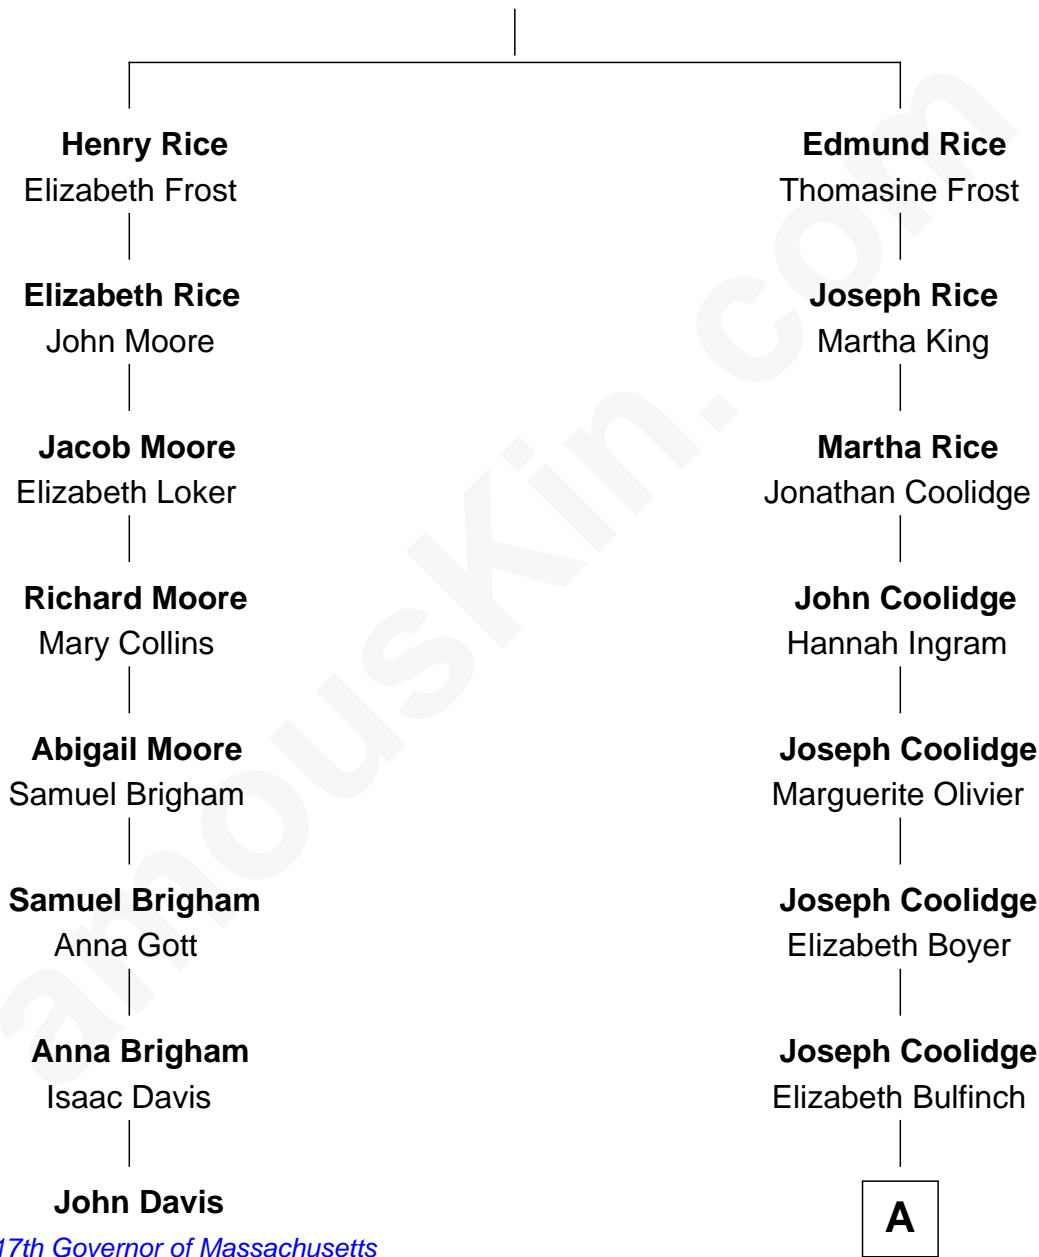 Henry Rice
Elizabeth Frost
Elizabeth Rice
John Moore
Jacob Moore
Elizabeth Loker
Richard Moore
Mary Collins
Abigail Moore
Samuel Brigham
Samuel Brigham
Anna Gott
Anna Brigham
Isaac Davis
John Davis
17th Governor of Massachusetts
Edmund Rice
Thomasine Frost
Joseph Rice
Martha King
Martha Rice
Jonathan Coolidge
John Coolidge
Hannah Ingram
Joseph Coolidge
Marguerite Olivier
Joseph Coolidge
Elizabeth Boyer
Joseph Coolidge
Elizabeth Bulfinch
A
amouskin.com